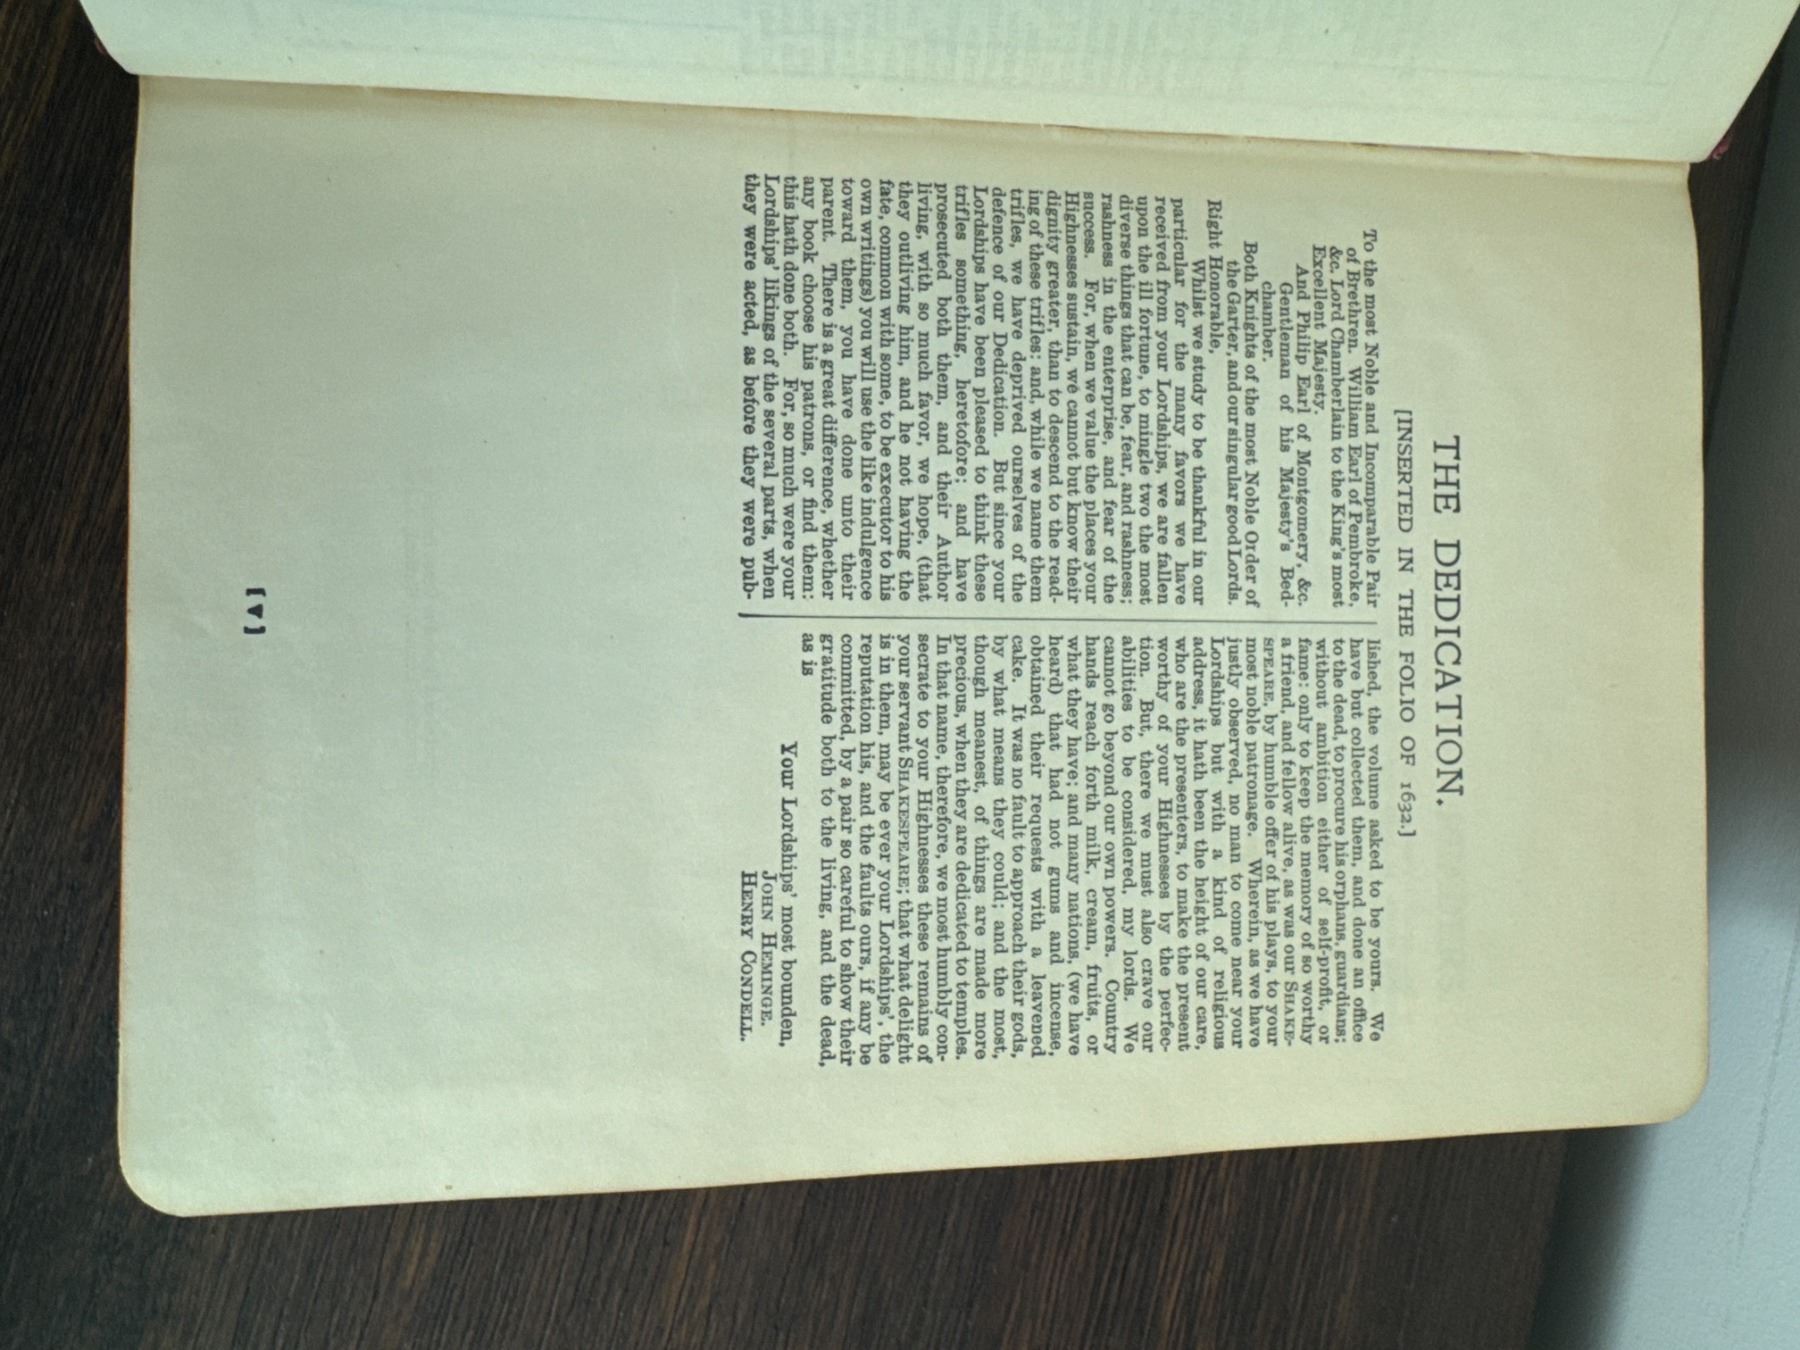 THE DEDICATION.
[INSERTED IN THE FOLIO OF 1632.]
To the most Noble and Incomparable Pair
of Brethren. William Earl of Pembroke,
&c. Lord Chamberlain to the King's most
Excellent Majesty.
And Philip Earl of Montgomery, &c.
Gentleman of his Majesty's Bed-
chamber.
Both Knights of the most Noble Order of
the Garter, and our singular good Lords.
Right Honorable,
Whilst we study to be thankful in our
particular for the many favors we have
received from your Lordships, we are fallen
upon the ill fortune, to mingle two the most
diverse things that can be, fear, and rashness;
rashness in the enterprise, and fear of the
success. For, when we value the places your
Highnesses sustain, we cannot but know their
dignity greater, than to descend to the read-
ing of these trifles: and, while we name them
trifles, we have deprived ourselves of the
defence of our Dedication. But since your
Lordships have been pleased to think these
trifles something, heretofore; and have
prosecuted both them, and their Author
living, with so much favor, we hope, (that
they outliving him, and he not having the
fate, common with some, to be executor to his
own writings) you will use the like indulgence
toward them, you have done unto their
parent. There is a great difference, whether
any book choose his patrons, or find them:
this hath done both. For, so much were your
Lordships' likings of the several parts, when
they were acted, as before they were pub-
lished, the volume asked to be yours. We
have but collected them, and done an office
to the dead, to procure his orphans, guardians;
without ambition either of self-profit, or
fame: only to keep the memory of so worthy
a friend, and fellow alive, as was our SHAKE-
SPEARE, by humble offer of his plays, to your
most noble patronage. Wherein, as we have
justly observed, no man to come near your
Lordships but with a kind of religious
address, it hath been the height of our care,
who are the presenters, to make the present
worthy of your Highnesses by the perfec-
tion. But, there we must also crave our
abilities to be considered, my lords. We
cannot go beyond our own powers. Country
hands reach forth milk, cream, fruits, or
what they have; and many nations, (we have
heard) that had not gums and incense,
obtained their requests with a leavened
cake. It was no fault to approach their gods,
by what means they could; and the most,
though meanest, of things are made more
precious, when they are dedicated to temples.
In that name, therefore, we most humbly con-
secrate to your Highnesses these remains of
your servant SHAKESPEARE; that what delight
is in them, may be ever your Lordships', the
reputation his, and the faults ours, if any be
committed, by a pair so careful to show their
gratitude both to the living, and the dead,
as is
Your Lordships' most bounden,
JOHN HEMINGE.
HENRY CONDELL.
[v]